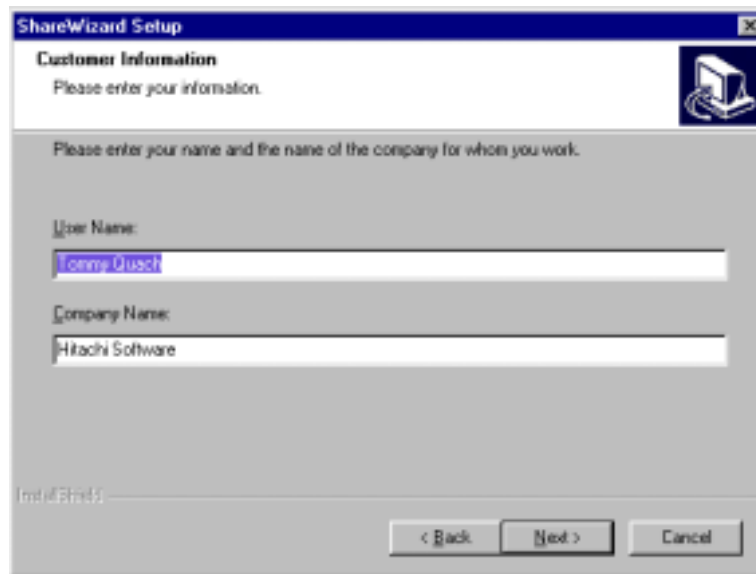 ShareWizard Setup
Customer Information
Please enter your information.
Please enter your name and the name of the company for whom you work.
User Name:
Tommy Quach
Company Name:
Hitachi Software
InstallShield
< Back
Next >
Cancel